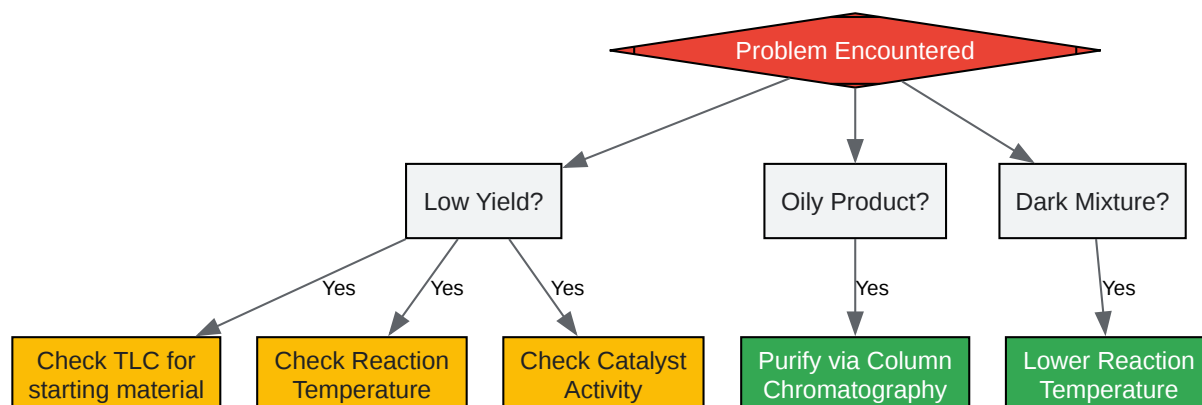 Problem Encountered
Low Yield?
Oily Product?
Dark Mixture?
Yes
Yes
Yes
Yes
Yes
Check TLC for
starting material
Check Reaction
Temperature
Check Catalyst
Activity
Purify via Column
Chromatography
Lower Reaction
Temperature